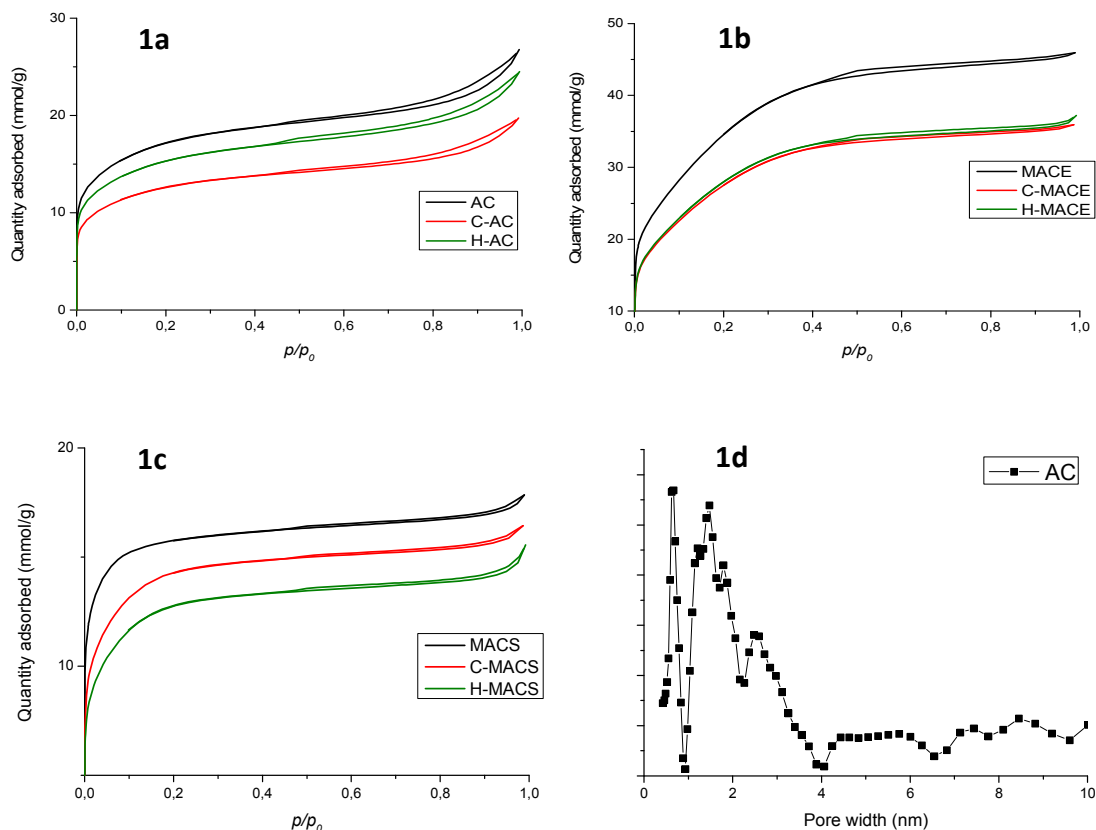 1a
Quantity adsorbed (mmol/g)
30
20
10
0
0,0 0,2 0,4 0,6 0,8 1,0
p/p₀
AC
C-AC
H-AC
1b
Quantity adsorbed (mmol/g)
50
40
30
20
10
0,0 0,2 0,4 0,6 0,8 1,0
p/p₀
MACE
C-MACE
H-MACE
1c
Quantity adsorbed (mmol/g)
20
10
0,0 0,2 0,4 0,6 0,8 1,0
p/p₀
MACS
C-MACS
H-MACS
1d
AC
0 2 4 6 8 10
Pore width (nm)